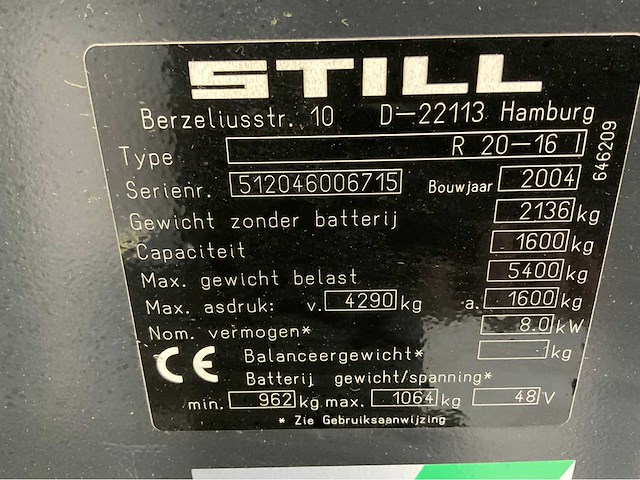 STILL
Berzeliusstr. 10 D-22113 Hamburg
Type R 20-16 I
646209
Serienr. 512046006715 Bouwjaar 2004
Gewicht zonder batterij 2136 kg
Capaciteit 1600 kg
Max. gewicht belast 5400 kg
Max. asdruk: v. 4290 kg a. 1600 kg
Nom. vermogen* 8.0 kW
CE Balanceergewicht* kg
Batterij gewicht/spanning*
min. 962 kg max. 1064 kg 48 V
* Zie Gebruiksaanwijzing